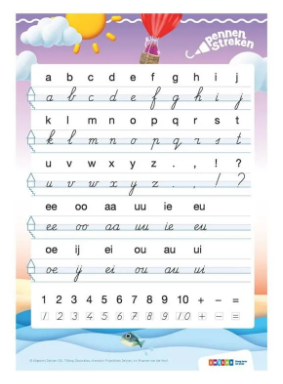 Pennen
Streken
a b c d e f g h i j
a b c d e f g h i j
k l m n o p q r s t
k l m n o p q r s t
u v w x y z . , ! ?
u v w x y z . , ! ?
ee oo aa uu ie eu
ee oo aa uu ie eu
oe ij ei ou au ui
oe ij ei ou au ui
1 2 3 4 5 6 7 8 9 10 + - =
1 2 3 4 5 6 7 8 9 10 + - =